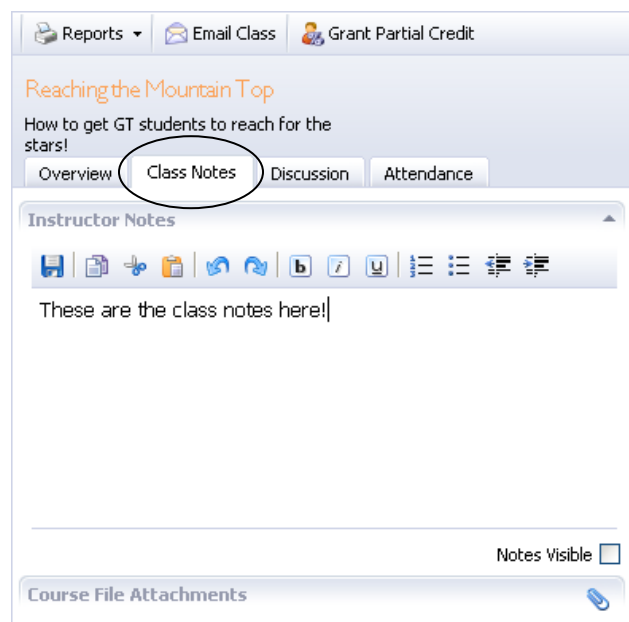 Reports Email Class Grant Partial Credit
Reaching the Mountain Top
How to get GT students to reach for the
stars!
Overview Class Notes Discussion Attendance
Instructor Notes
b i u
These are the class notes here!
Notes Visible
Course File Attachments